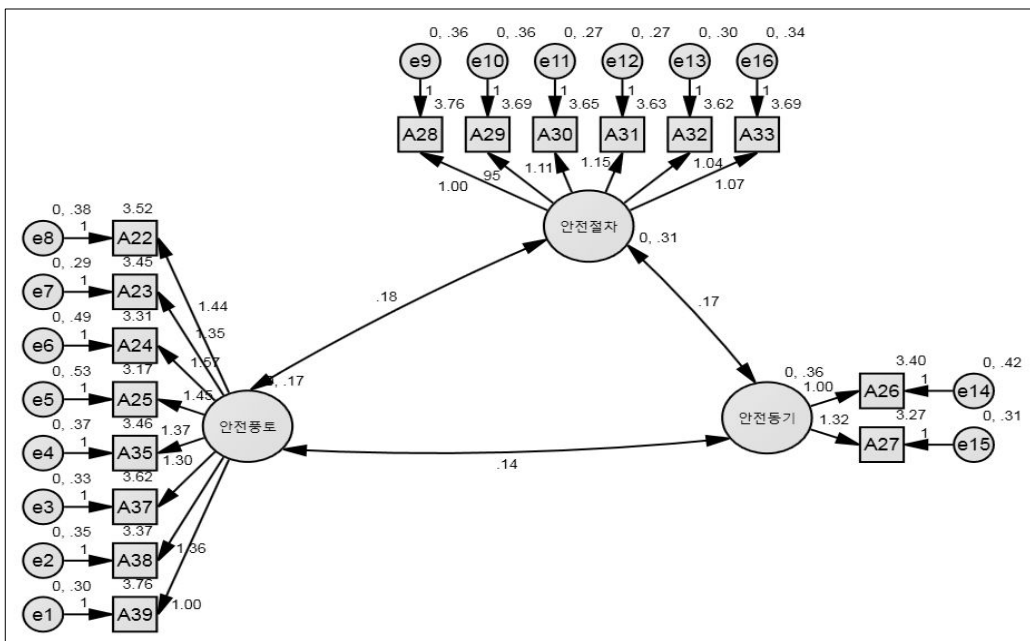 0, .36 0, .36 0, .27 0, .27 0, .30 0, .34
e9 e10 e11 e12 e13 e16
1 1 1 1 1 1
3.76 3.69 3.65 3.63 3.62 3.69
A28 A29 A30 A31 A32 A33
1.00 .95 1.11 1.15 1.04 1.07
안전절차
0, .31
0, .38 3.52
e8 1 A22
0, .29 3.45
e7 1 A23
1.44
0, .49 3.31
e6 1 A24
1.35
0, .53 3.17
e5 1 A25
1.57
1.45
0, .37 3.46
e4 1 A35
1.37
1.30
0, .33 3.62
e3 1 A37
0, .35 3.37
e2 1 A38
1.36
0, .30 3.76
e1 1 A39
1.00
, .17
안전풍토
.18
.17
.14
0, .36
안전동기
1.00
3.40 0, .42
A26 1 e14
1.32
3.27 0, .31
A27 1 e15